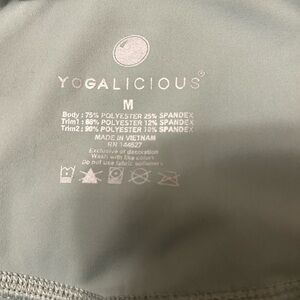 YOGALICIOUS®
M
Body : 75% POLYESTER 25% SPANDEX
Trim1 : 88% POLYESTER 12% SPANDEX
Trim2 : 90% POLYESTER 10% SPANDEX
MADE IN VIETNAM
RN 144627
Exclusive of decoration
Wash with like colors
Do not use fabric softeners